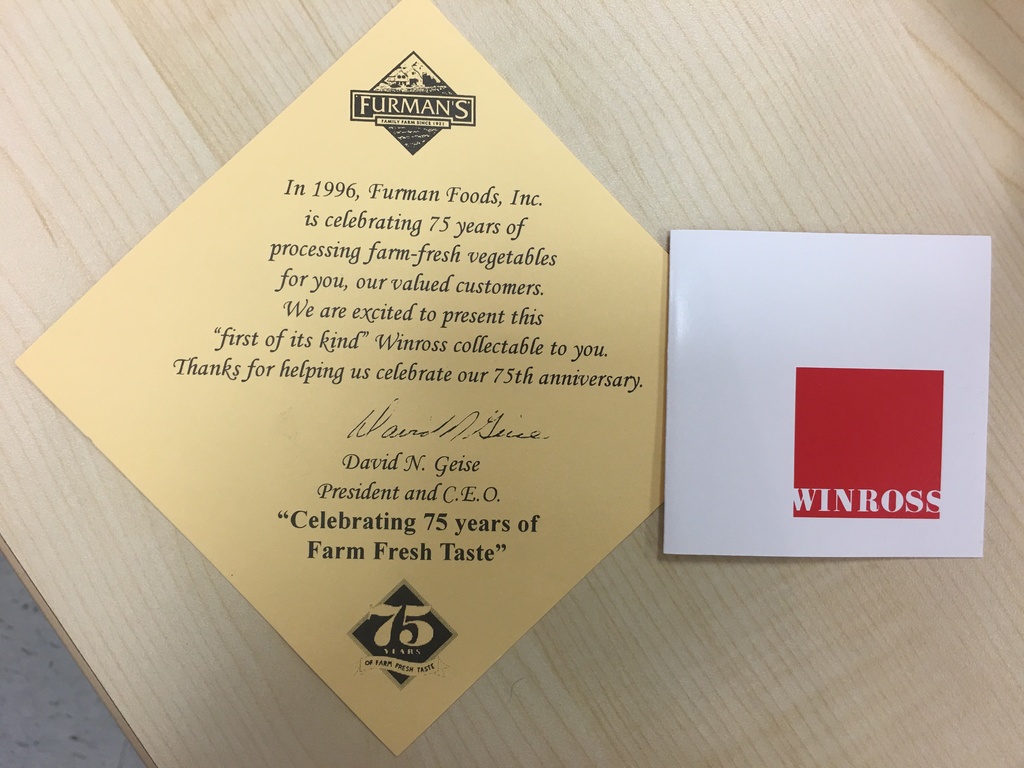 FURMAN'S
FAMILY FARM SINCE 1921
In 1996, Furman Foods, Inc.
is celebrating 75 years of
processing farm-fresh vegetables
for you, our valued customers.
We are excited to present this
“first of its kind” Winross collectable to you.
Thanks for helping us celebrate our 75th anniversary.
David N. Geise
David N. Geise
President and C.E.O.
“Celebrating 75 years of
Farm Fresh Taste”
75
YEARS
OF FARM FRESH TASTE
WINROSS